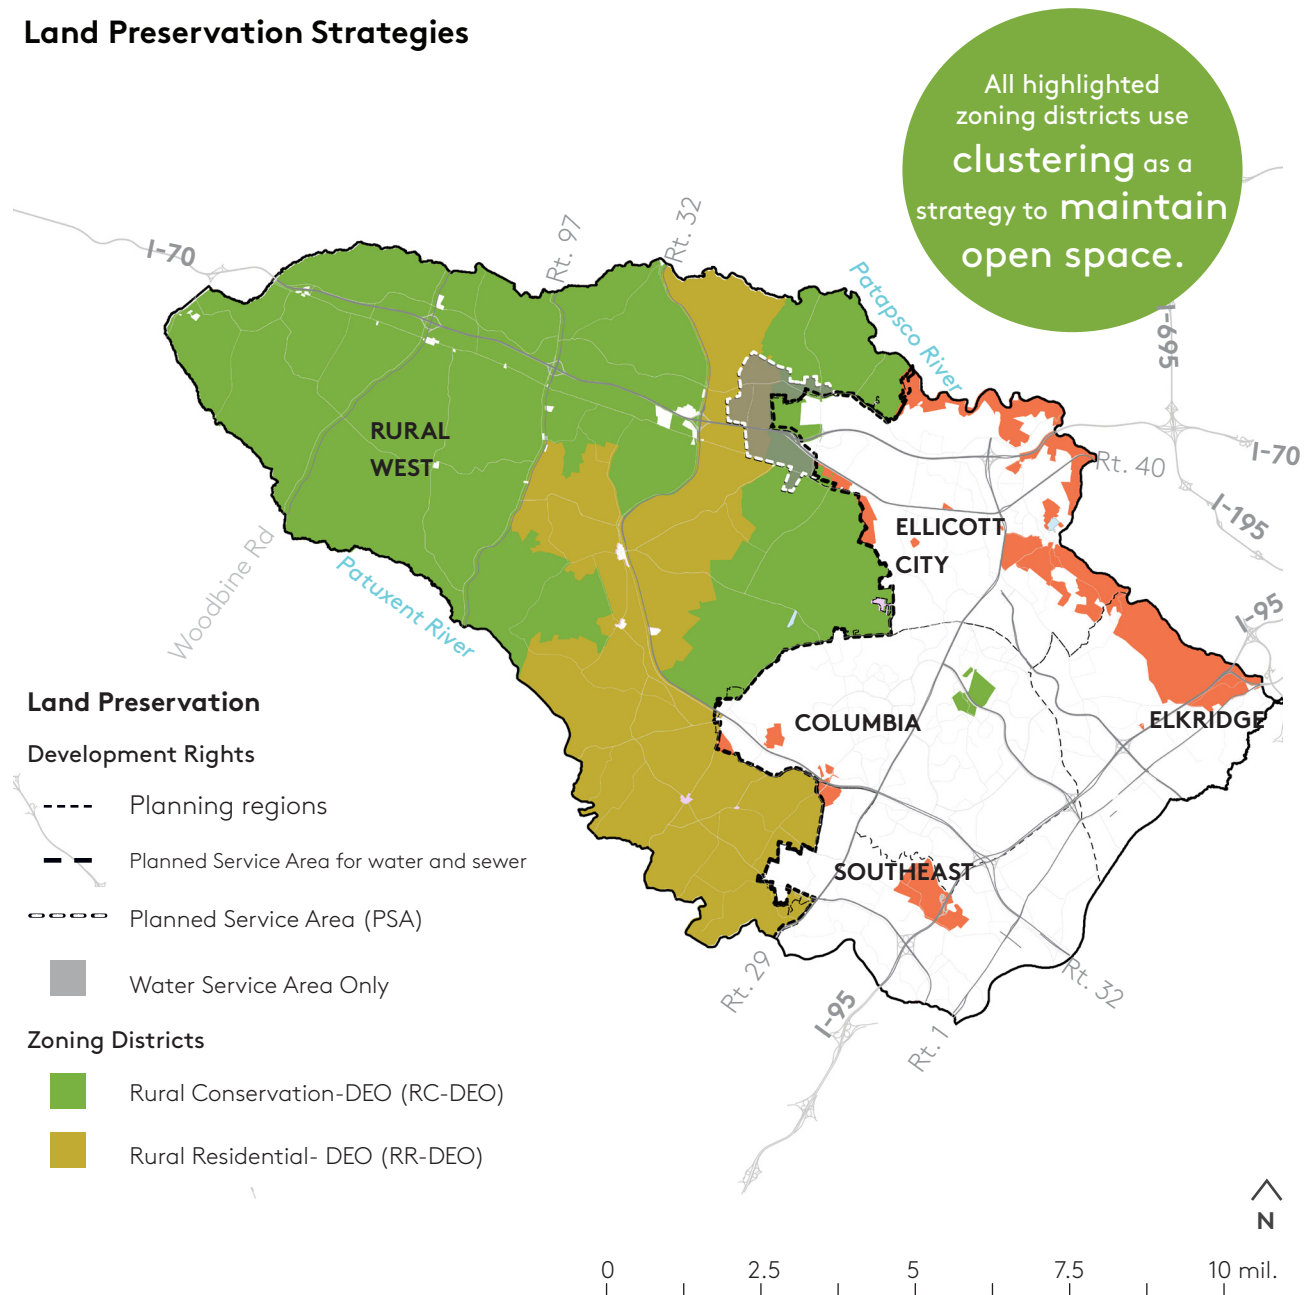 Land Preservation Strategies
All highlighted
zoning districts use
clustering as a
strategy to maintain
open space.
I-70
Rt. 97
Rt. 32
Patapsco River
I-695
I-70
Rt. 40
I-195
RURAL
WEST
ELLICOTT
CITY
Woodbine Rd
Patuxent River
I-95
COLUMBIA
ELKRIDGE
SOUTHEAST
Rt. 29
I-95
Rt. 1
Rt. 32
Land Preservation
Development Rights
Planning regions
Planned Service Area for water and sewer
Planned Service Area (PSA)
Water Service Area Only
Zoning Districts
Rural Conservation-DEO (RC-DEO)
Rural Residential- DEO (RR-DEO)
N
0 2.5 5 7.5 10 mil.